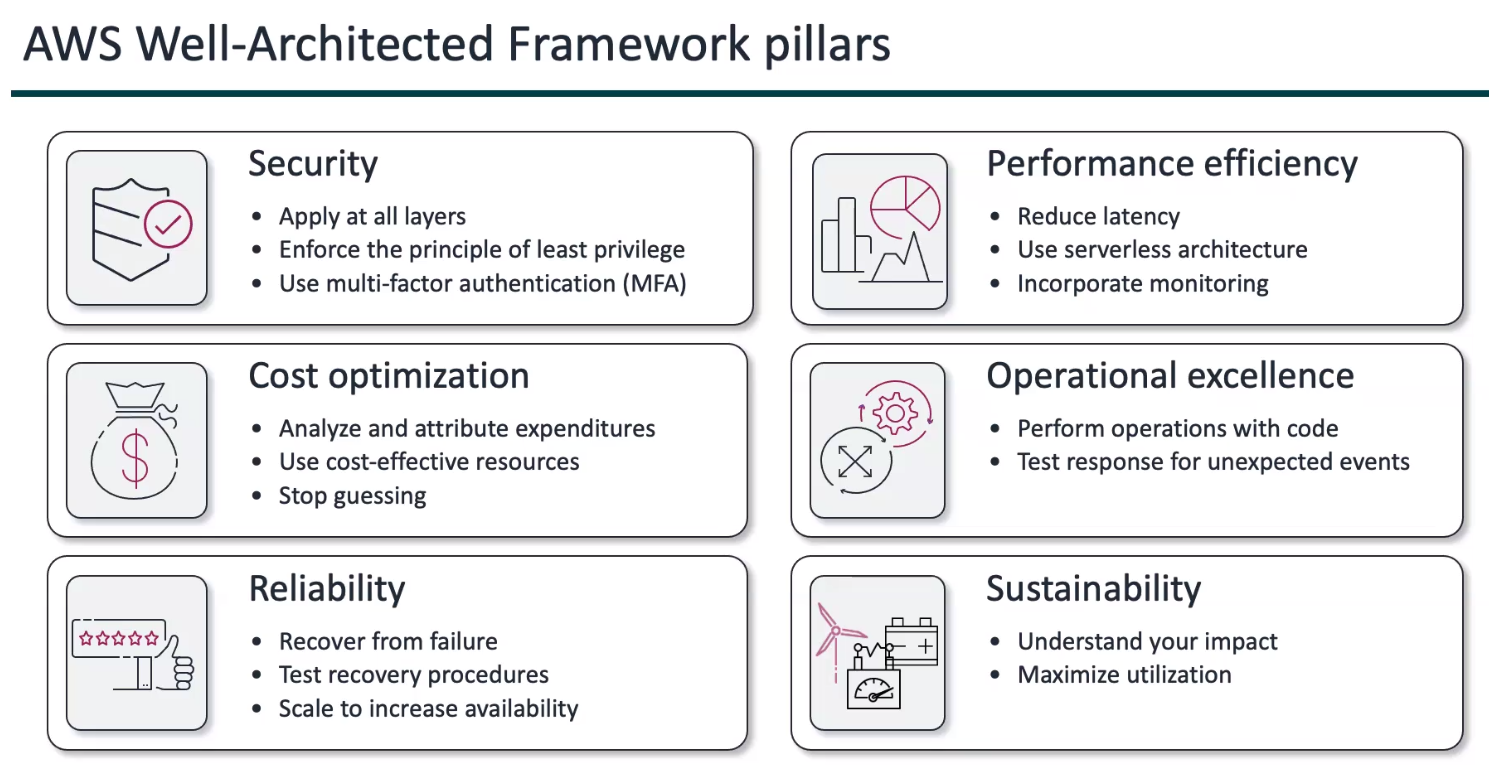 AWS Well-Architected Framework pillars
Security
• Apply at all layers
• Enforce the principle of least privilege
• Use multi-factor authentication (MFA)
Performance efficiency
• Reduce latency
• Use serverless architecture
• Incorporate monitoring
Cost optimization
• Analyze and attribute expenditures
• Use cost-effective resources
• Stop guessing
Operational excellence
• Perform operations with code
• Test response for unexpected events
Reliability
• Recover from failure
• Test recovery procedures
• Scale to increase availability
Sustainability
• Understand your impact
• Maximize utilization